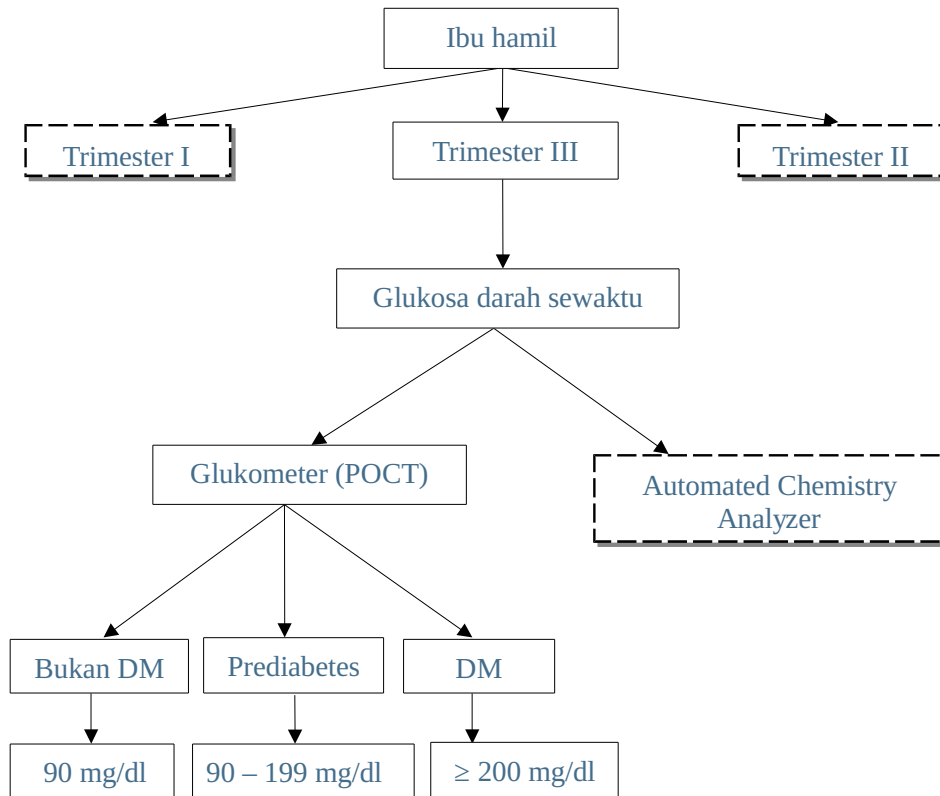 Ibu hamil
Trimester I
Trimester III
Trimester II
Glukosa darah sewaktu
Glukometer (POCT)
Automated Chemistry
Analyzer
Bukan DM
Prediabetes
DM
90 mg/dl
90 – 199 mg/dl
≥ 200 mg/dl